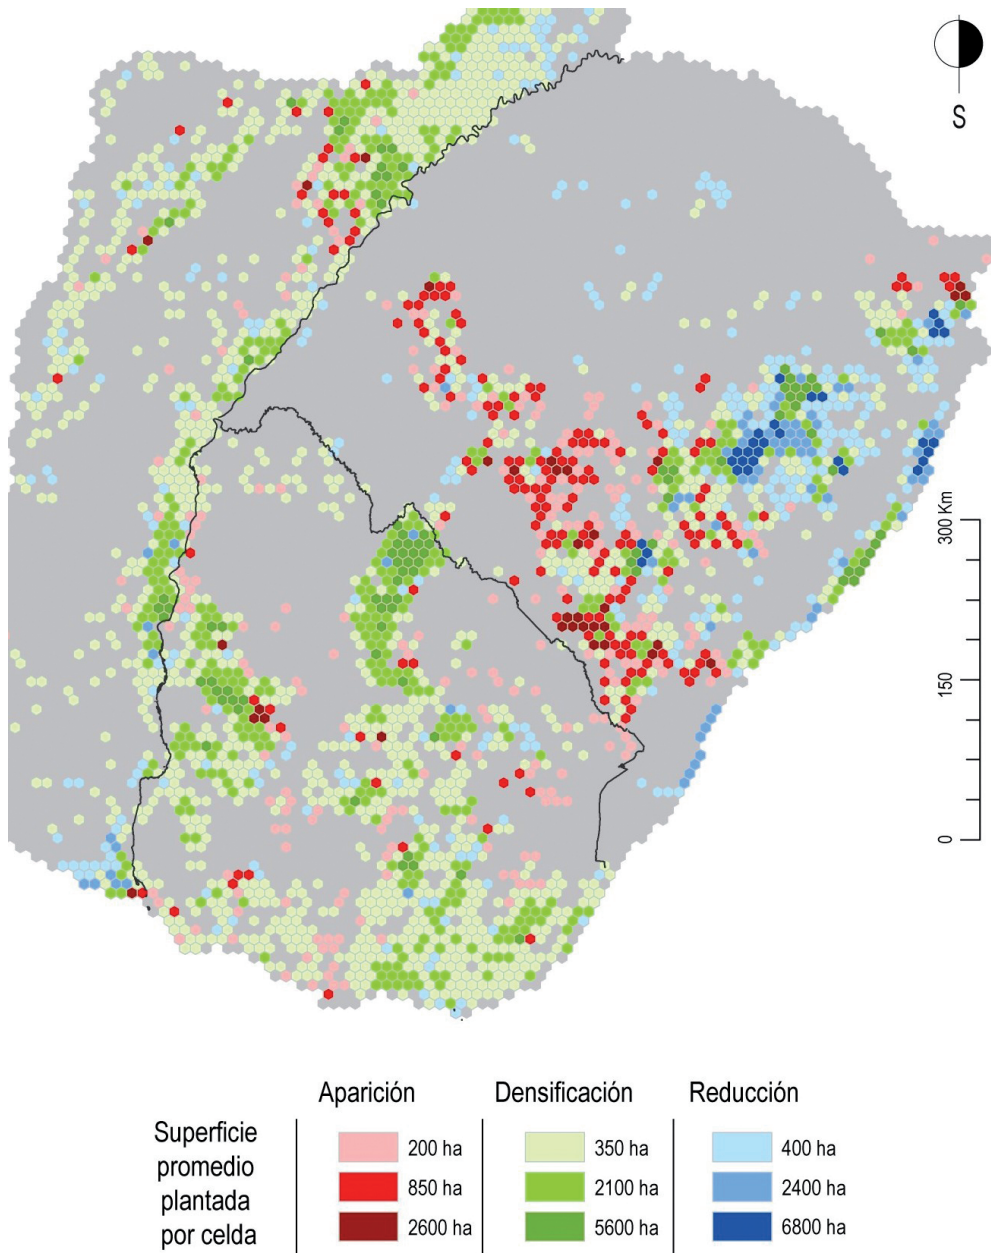 S
300 Km
150
0
Aparición
Densificación
Reducción
Superficie
promedio
plantada
por celda
200 ha
350 ha
400 ha
850 ha
2100 ha
2400 ha
2600 ha
5600 ha
6800 ha